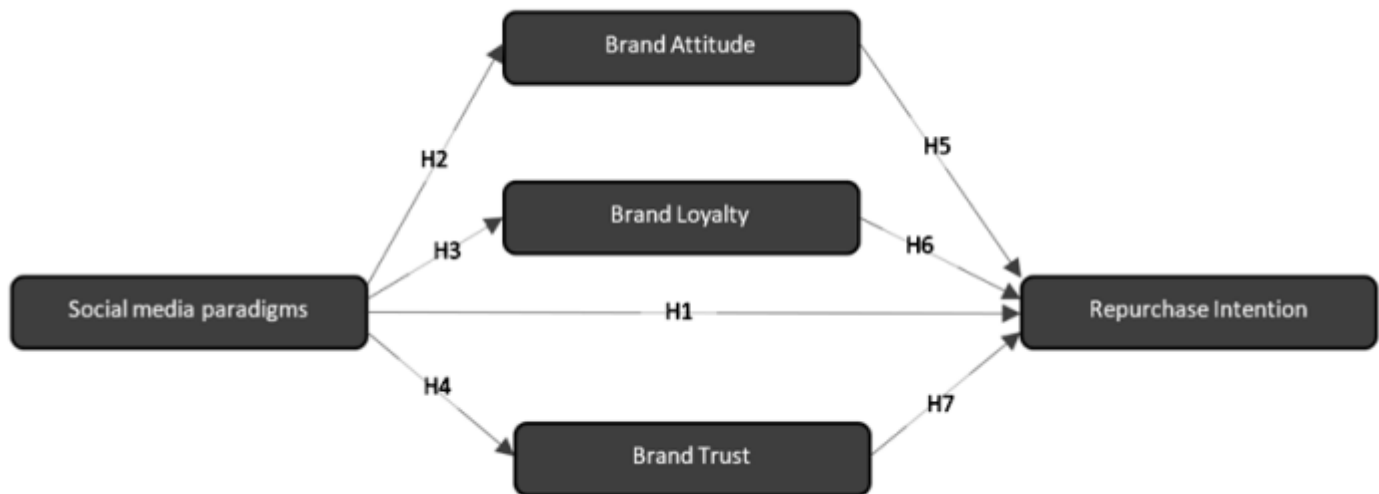 Brand Attitude
H2
H5
Brand Loyalty
H3
H6
Social media paradigms
H1
Repurchase Intention
H4
H7
Brand Trust